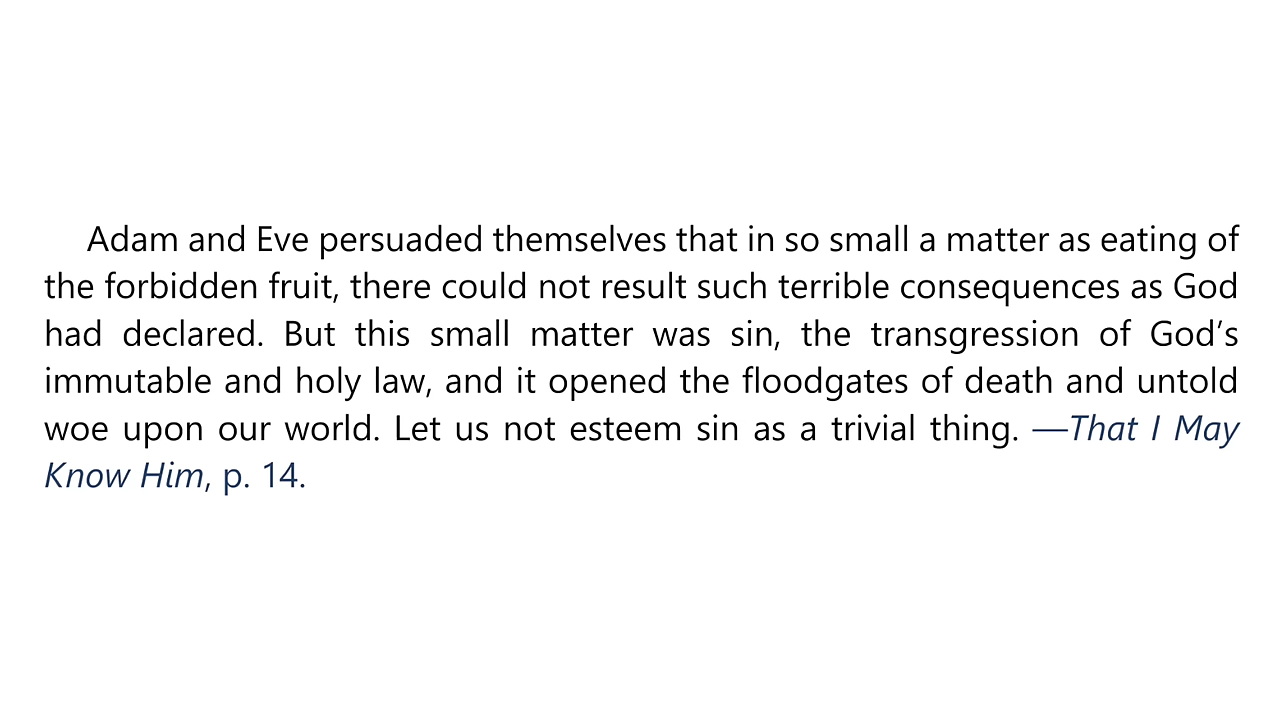 Adam and Eve persuaded themselves that in so small a matter as eating of
the forbidden fruit, there could not result such terrible consequences as God
had declared. But this small matter was sin, the transgression of God’s
immutable and holy law, and it opened the floodgates of death and untold
woe upon our world. Let us not esteem sin as a trivial thing. —That I May
Know Him, p. 14.